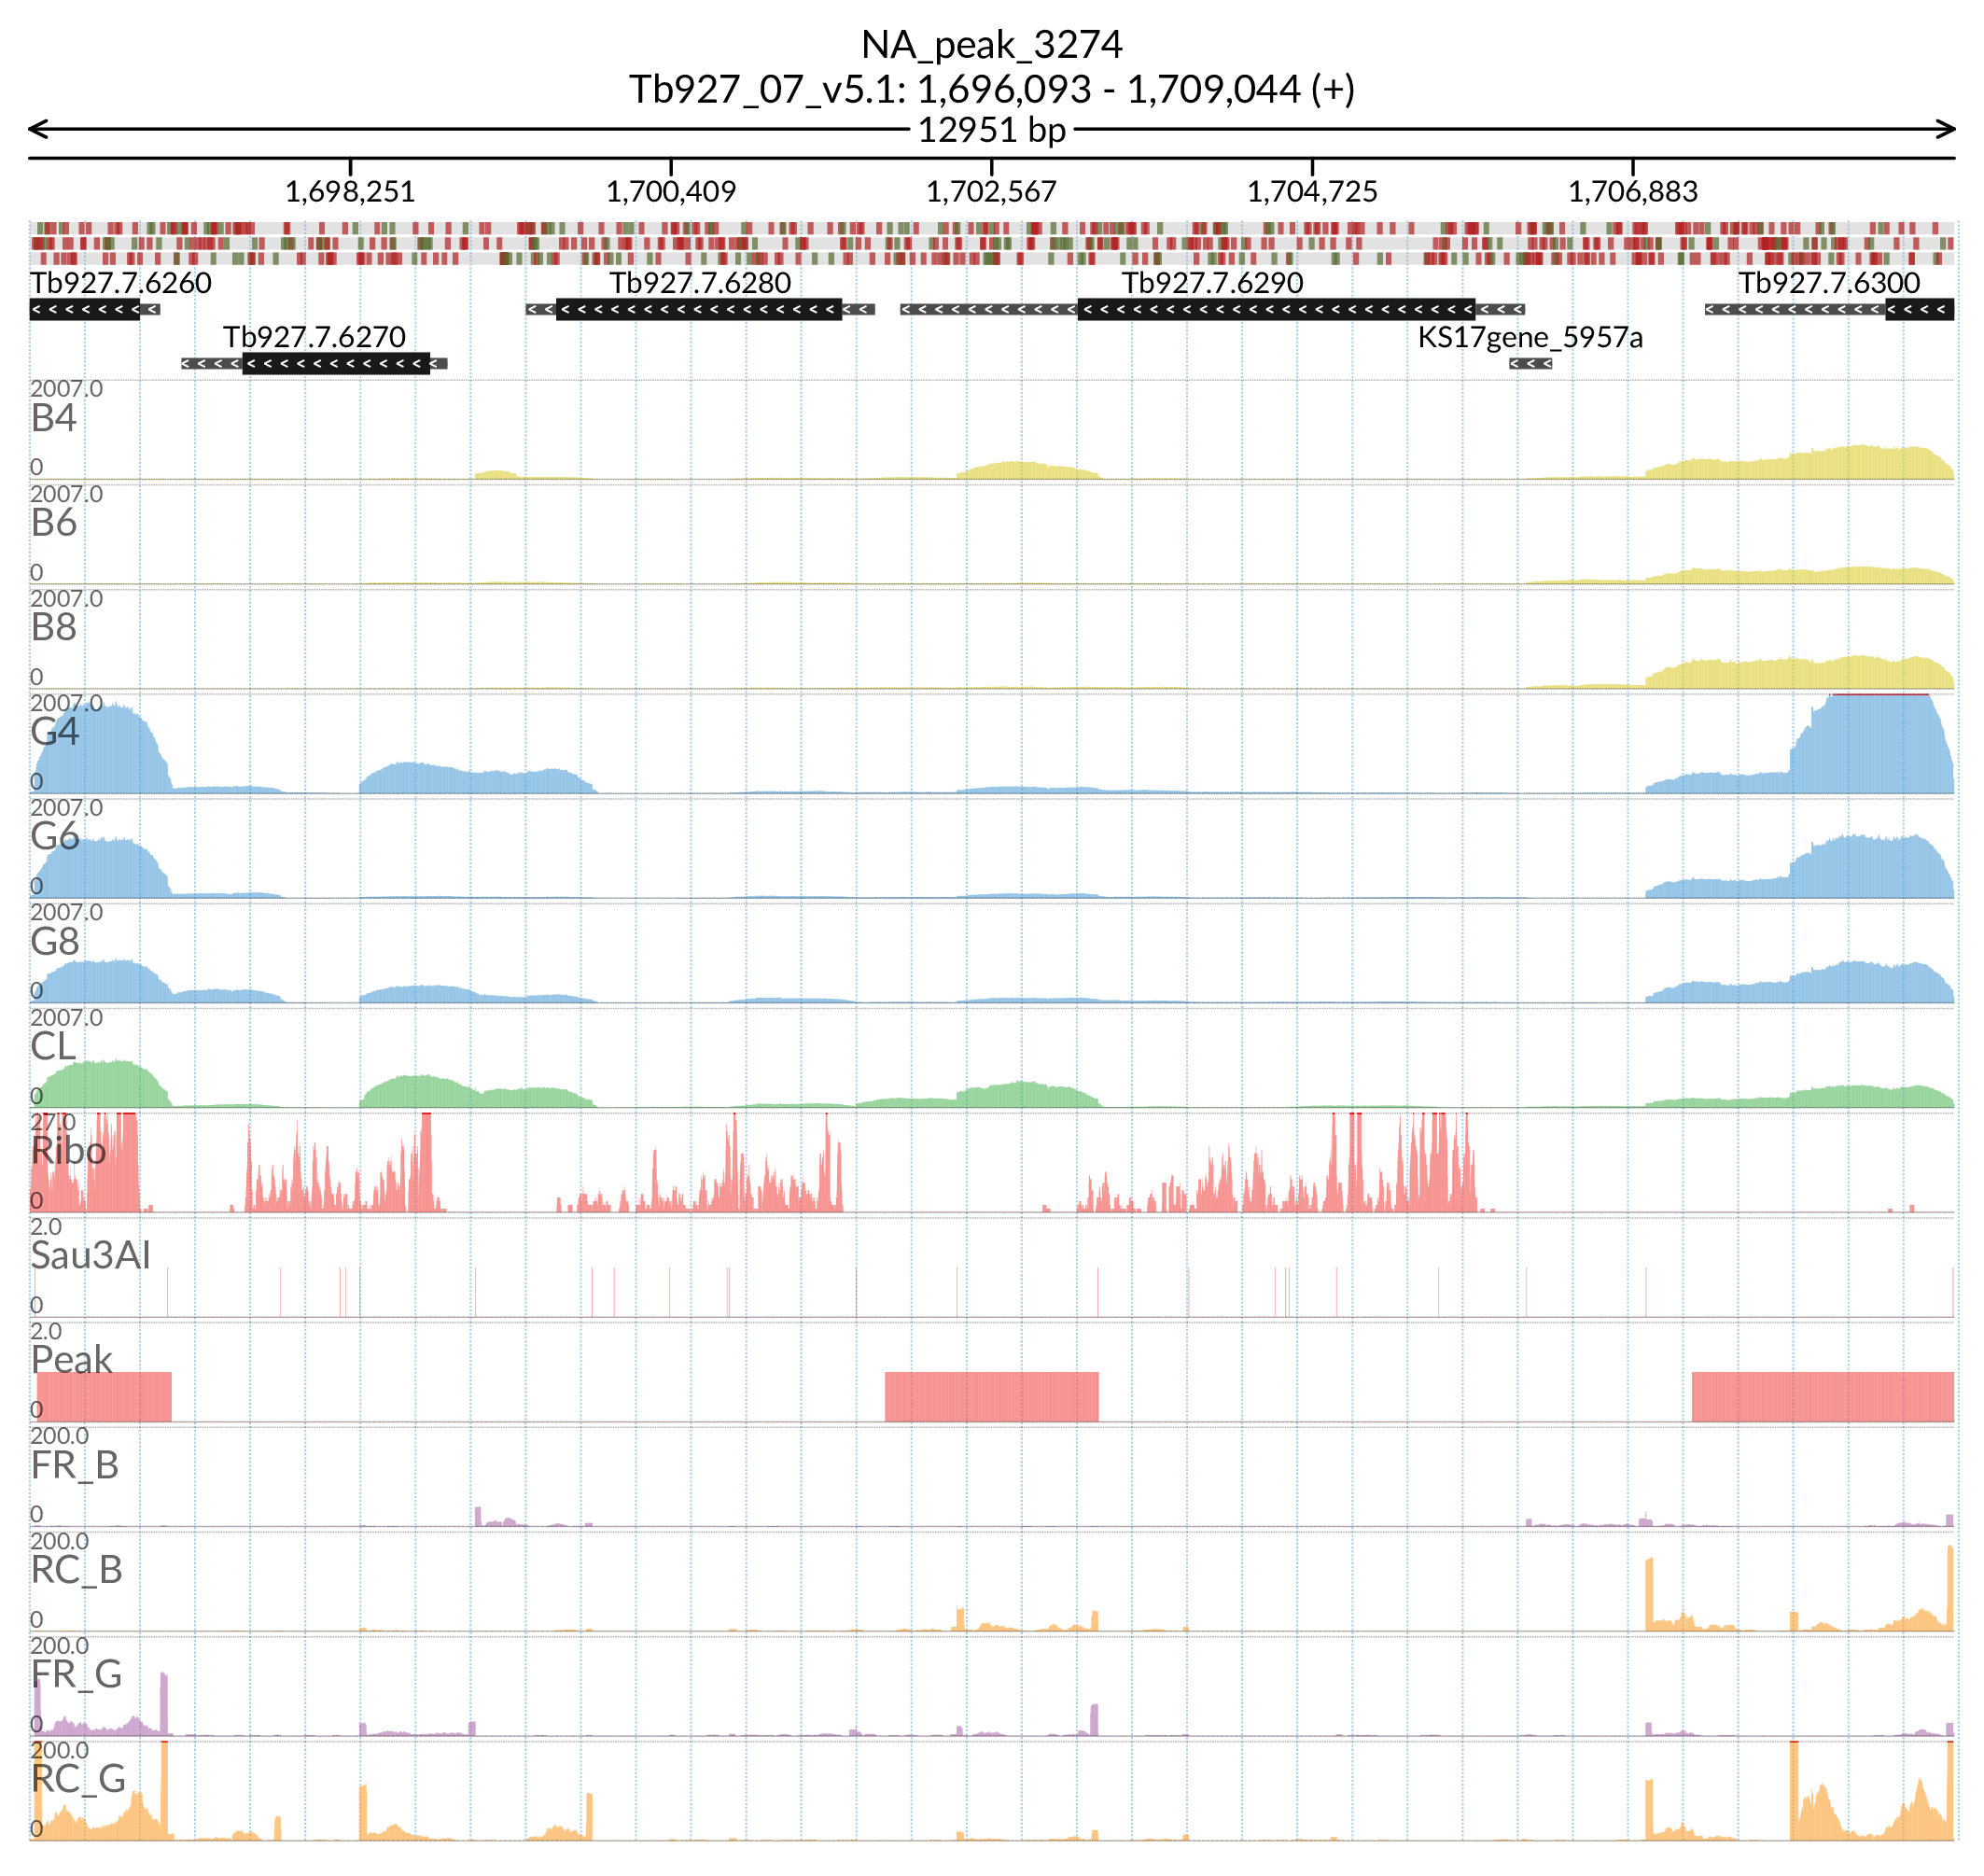 NA_peak_3274
Tb927_07_v5.1: 1,696,093 - 1,709,044 (+)
12951 bp
1,698,251 1,700,409 1,702,567 1,704,725 1,706,883
Tb927.7.6260 Tb927.7.6280 Tb927.7.6290 Tb927.7.6300
Tb927.7.6270 KS17gene_5957a
2007.0
B4
0
2007.0
B6
0
2007.0
B8
0
2007.0
G4
0
2007.0
G6
0
2007.0
G8
0
2007.0
CL
0
27.0
Ribo
0
2.0
Sau3AI
0
2.0
Peak
0
200.0
FR_B
0
200.0
RC_B
0
200.0
FR_G
0
200.0
RC_G
0